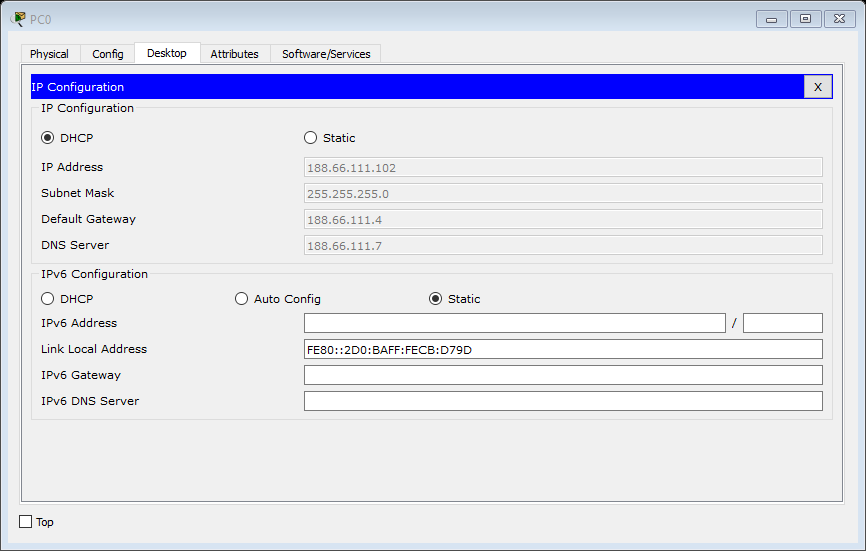 PC0
Physical Config Desktop Attributes Software/Services
IP Configuration X
IP Configuration
DHCP Static
IP Address 188.66.111.102
Subnet Mask 255.255.255.0
Default Gateway 188.66.111.4
DNS Server 188.66.111.7
IPv6 Configuration
DHCP Auto Config Static
IPv6 Address /
Link Local Address FE80::2D0:BAFF:FECB:D79D
IPv6 Gateway
IPv6 DNS Server
Top